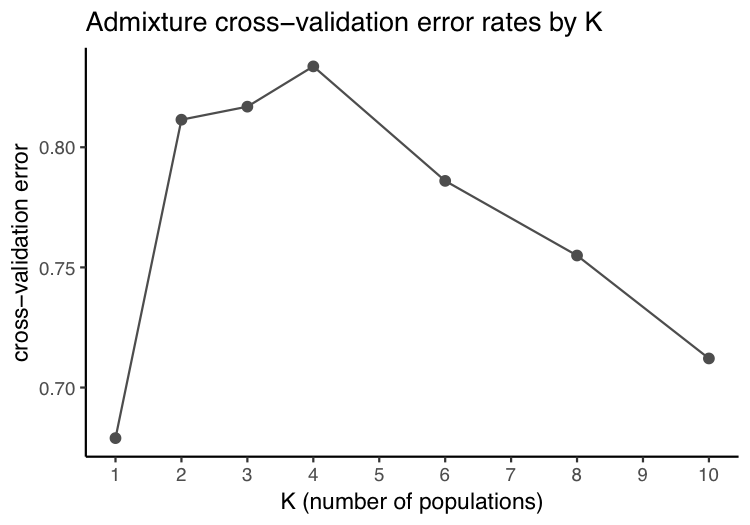 Admixture cross−validation error rates by K
cross−validation error
0.80
0.75
0.70
1 2 3 4 5 6 7 8 9 10
K (number of populations)